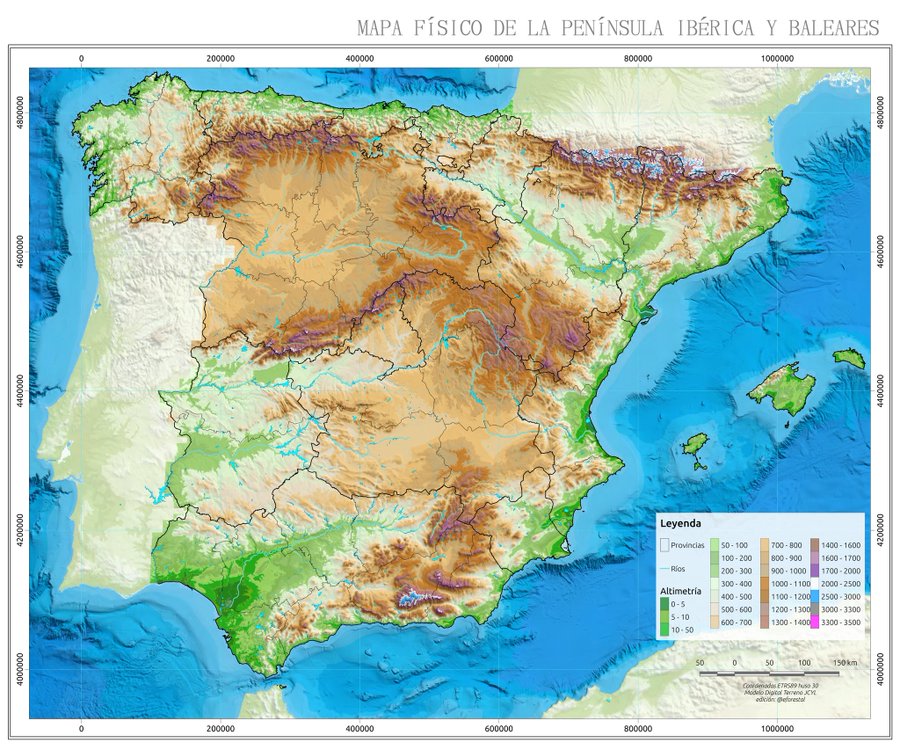 MAPA FÍSICO DE LA PENÍNSULA IBÉRICA Y BALEARES
0 200000 400000 600000 800000 1000000
4800000 4800000
4600000 4600000
4400000 4400000
4200000 4200000
4000000 4000000
Leyenda
Provincias
Ríos
Altimetría
0 - 5
5 - 10
10 - 50
50 - 100
100 - 200
200 - 300
300 - 400
400 - 500
500 - 600
600 - 700
700 - 800
800 - 900
900 - 1000
1000 - 1100
1100 - 1200
1200 - 1300
1300 - 1400
1400 - 1600
1600 - 1700
1700 - 2000
2000 - 2500
2500 - 3000
3000 - 3300
3300 - 3500
50 0 50 100 150 km
Coordenadas ETRS89 huso 30
Modelo Digital Terreno JCYL
edición: @eforestal
0 200000 400000 600000 800000 1000000